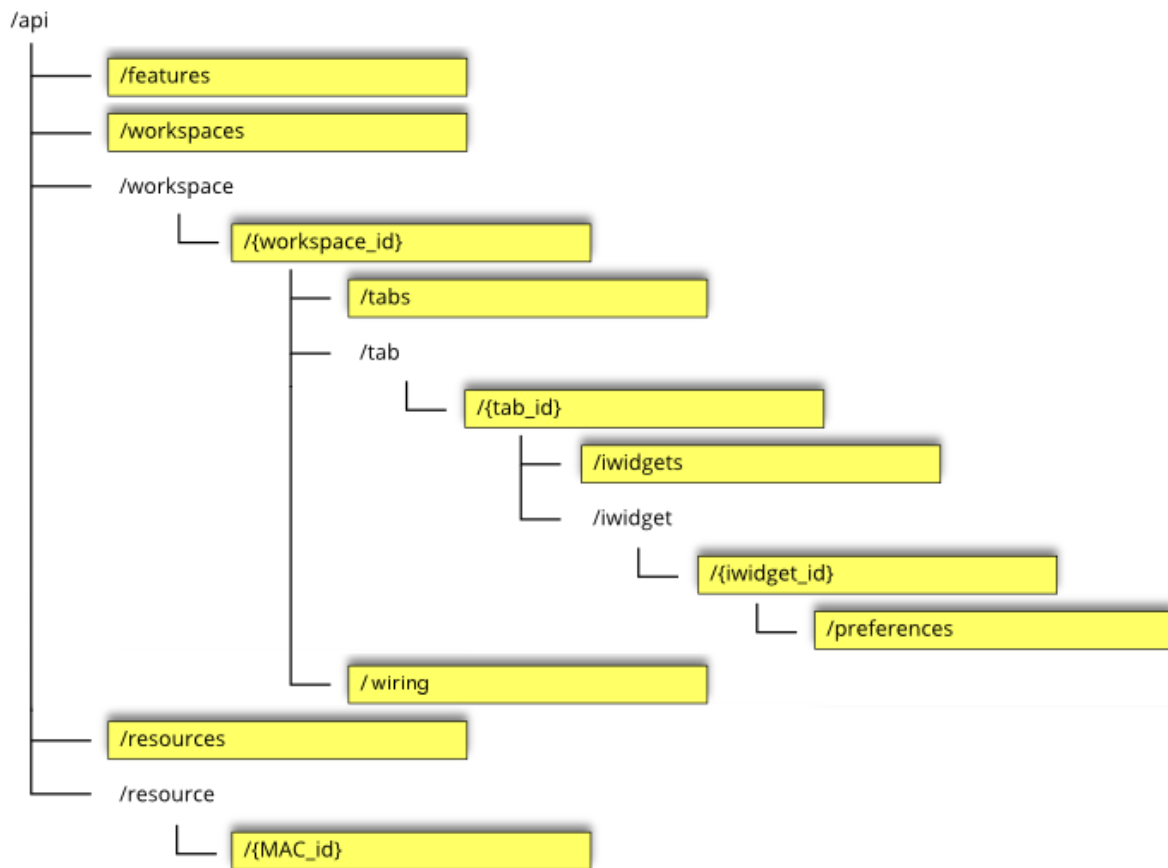 /api
/features
/workspaces
/workspace
/{workspace_id}
/tabs
/tab
/{tab_id}
/iwidgets
/iwidget
/{iwidget_id}
/preferences
/ wiring
/resources
/resource
/{MAC_id}